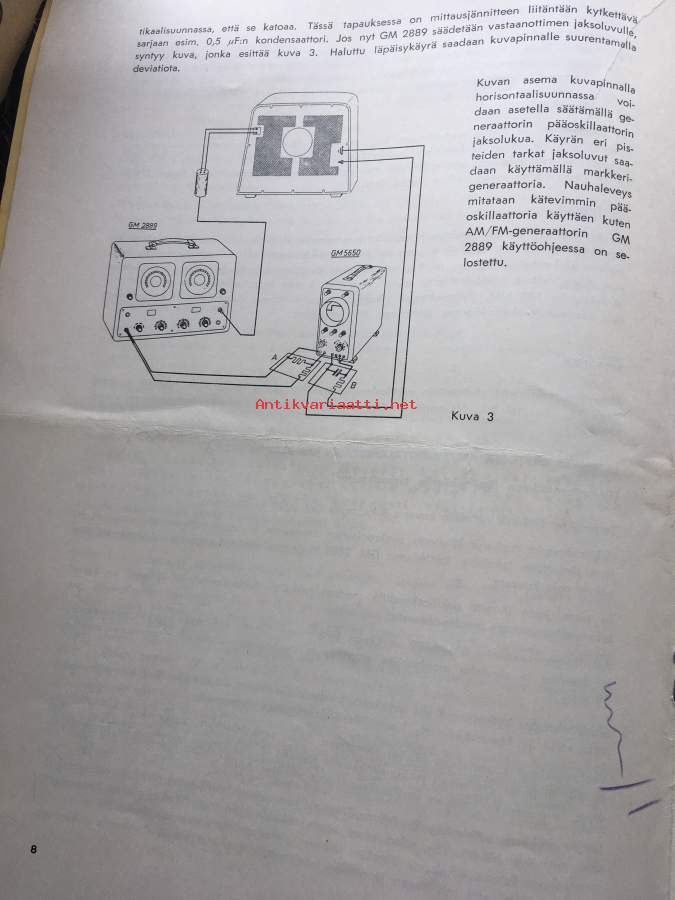 tikaalisuunnassa, että se katoaa. Tässä tapauksessa on mittausjännitteen liitäntään kytkettävä
sarjaan esim. 0,5 µF:n kondensaattori. Jos nyt GM 2889 säädetään vastaanottimen jaksoluvulle,
syntyy kuva, jonka esittää kuva 3. Haluttu läpäisykäyrä saadaan kuvapinnalle suurentamalla
deviatiota.
Kuvan asema kuvapinnalla
horisontaalisuunnassa voi-
daan asetella säätämällä ge-
neraattorin pääoskillaattorin
jaksolukua. Käyrän eri pis-
teiden tarkat jaksoluvut saa-
daan käyttämällä markkeri-
generaattoria. Nauhaleveys
mitataan kätevimmin pää-
oskillaattoria käyttäen kuten
AM/FM-generaattorin GM
2889 käyttöohjeessa on se-
lostettu.
GM 2889
GM 5650
A
B
Antikvariaatti.net
Kuva 3
8